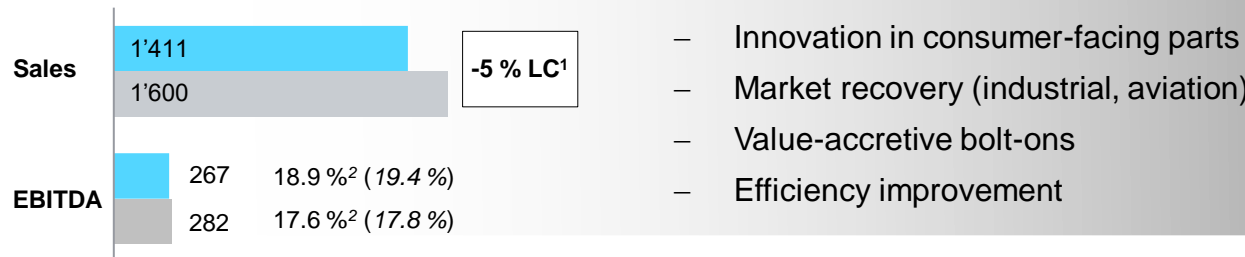 Sales
1’411
1’600
-5 % LC¹
EBITDA
267 18.9 %² (19.4 %)
282 17.6 %² (17.8 %)
– Innovation in consumer-facing parts
– Market recovery (industrial, aviation)
– Value-accretive bolt-ons
– Efficiency improvement